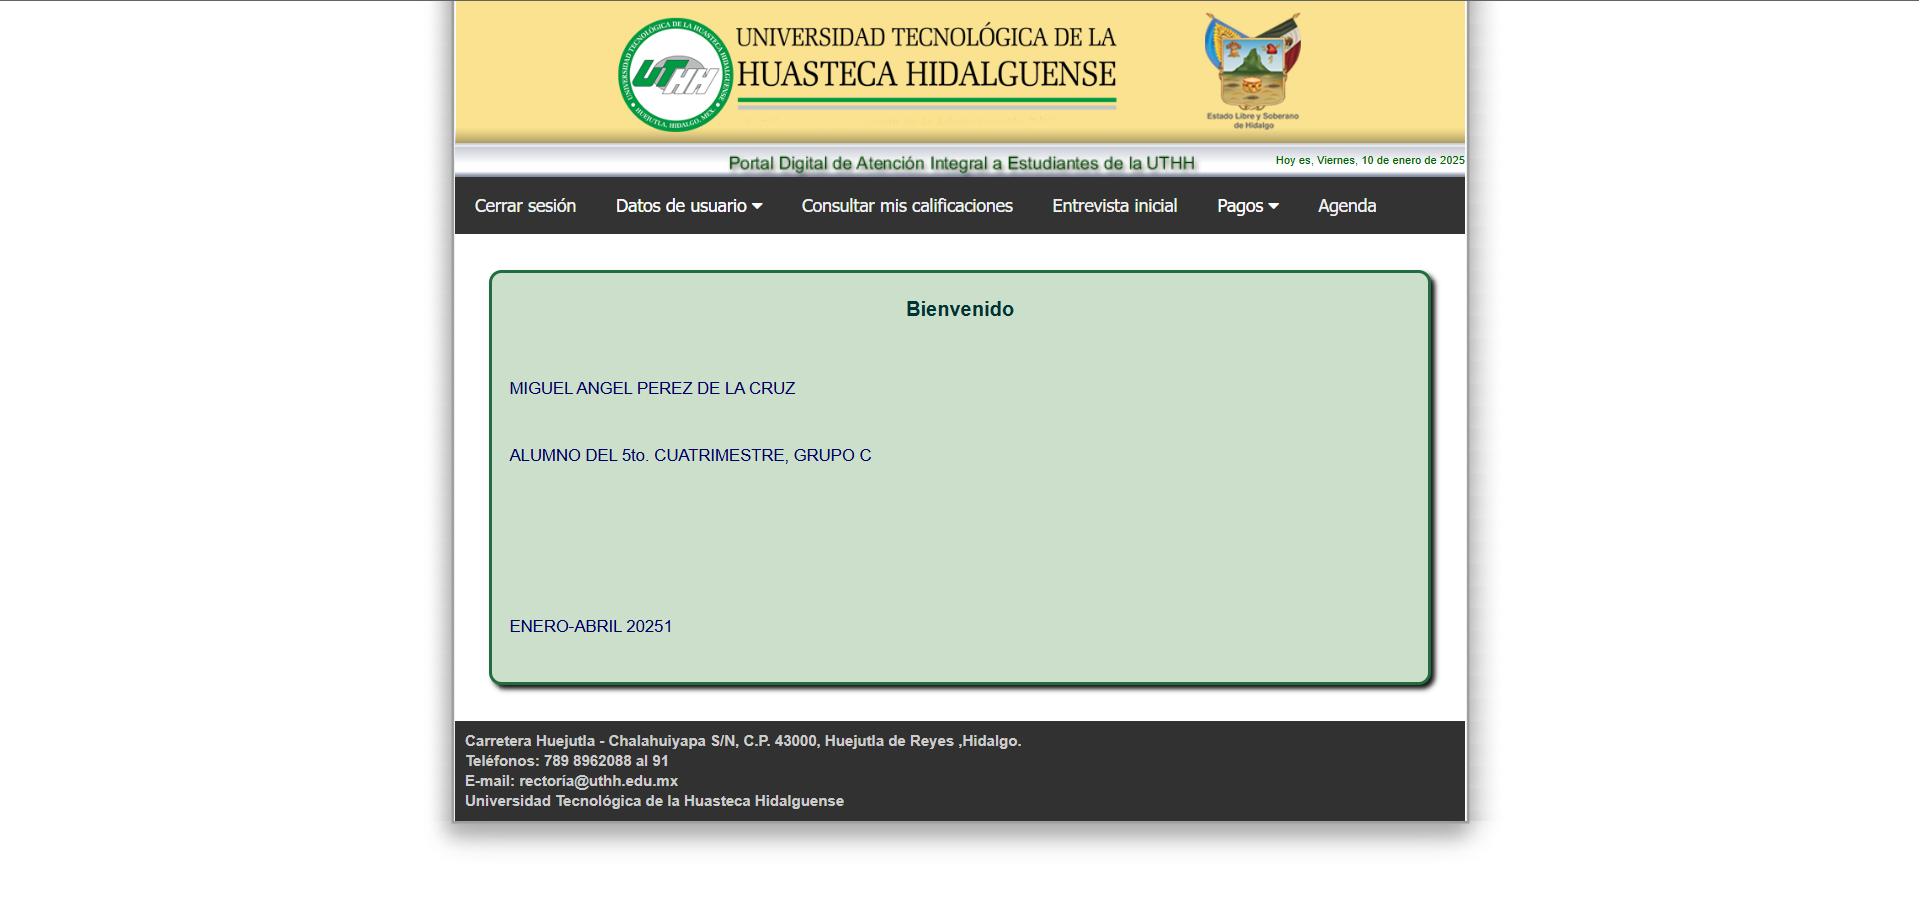 UNIVERSIDAD TECNOLÓGICA DE LA HUASTECA HIDALGUENSE
UTHH
HUEJUTLA, HIDALGO, MEX.
UNIVERSIDAD TECNOLÓGICA DE LA
HUASTECA HIDALGUENSE
Estado Libre y Soberano
de Hidalgo
Portal Digital de Atención Integral a Estudiantes de la UTHH
Hoy es, Viernes, 10 de enero de 2025
Cerrar sesión
Datos de usuario
Consultar mis calificaciones
Entrevista inicial
Pagos
Agenda
Bienvenido
MIGUEL ANGEL PEREZ DE LA CRUZ
ALUMNO DEL 5to. CUATRIMESTRE, GRUPO C
ENERO-ABRIL 20251
Carretera Huejutla - Chalahuiyapa S/N, C.P. 43000, Huejutla de Reyes ,Hidalgo.
Teléfonos: 789 8962088 al 91
E-mail: rectoría@uthh.edu.mx
Universidad Tecnológica de la Huasteca Hidalguense